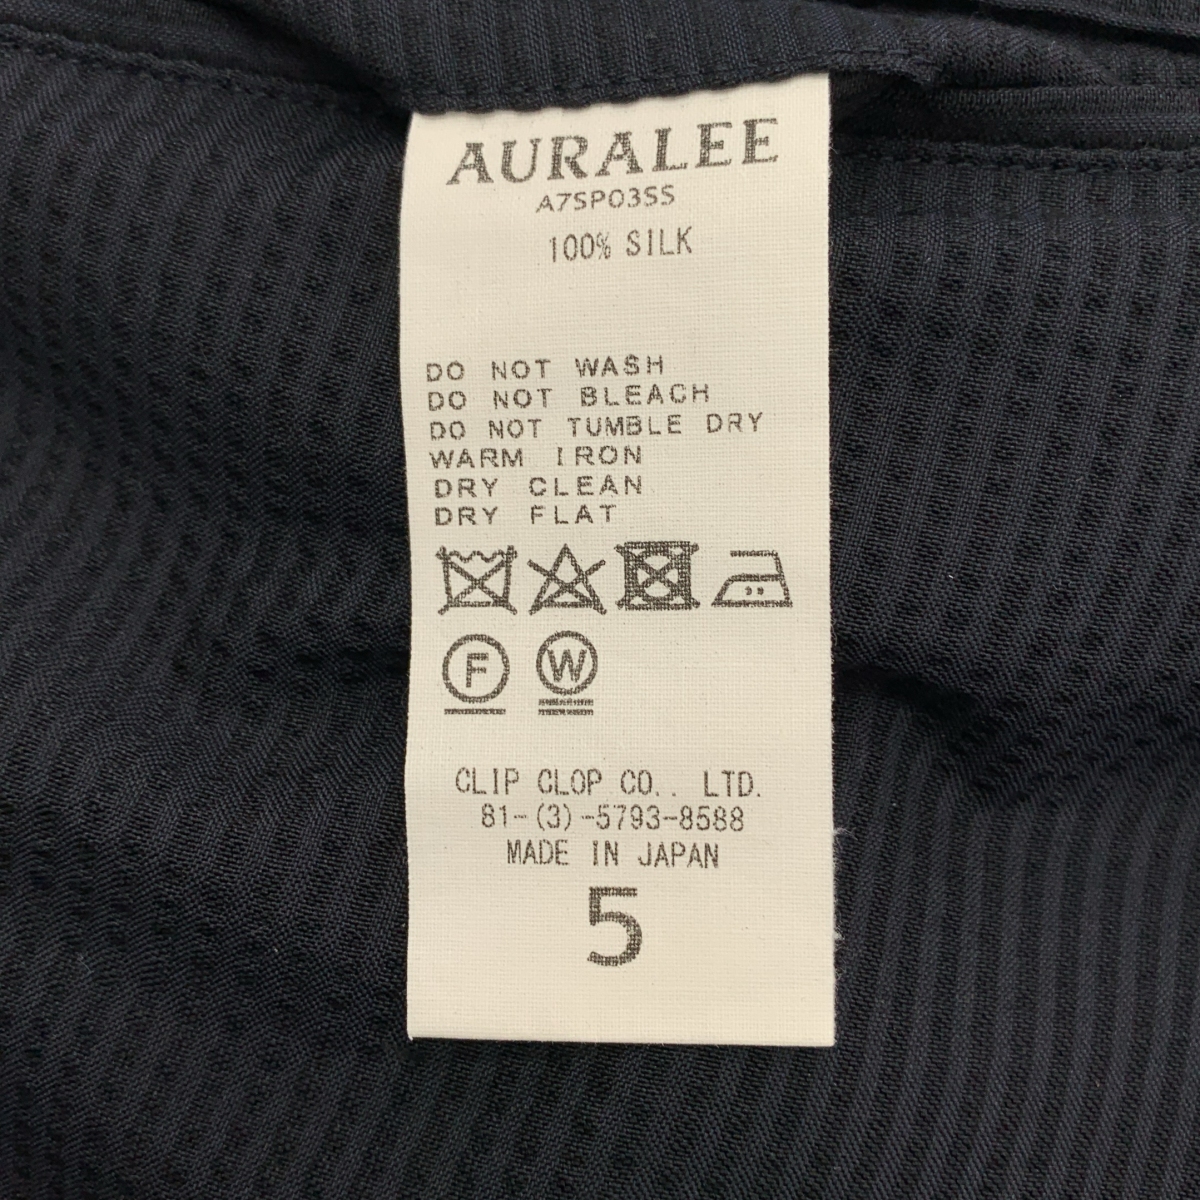 AURALEE
A7SP03SS
100% SILK
DO NOT WASH
DO NOT BLEACH
DO NOT TUMBLE DRY
WARM IRON
DRY CLEAN
DRY FLAT
F W
CLIP CLOP CO., LTD.
81-(3)-5793-8588
MADE IN JAPAN
5